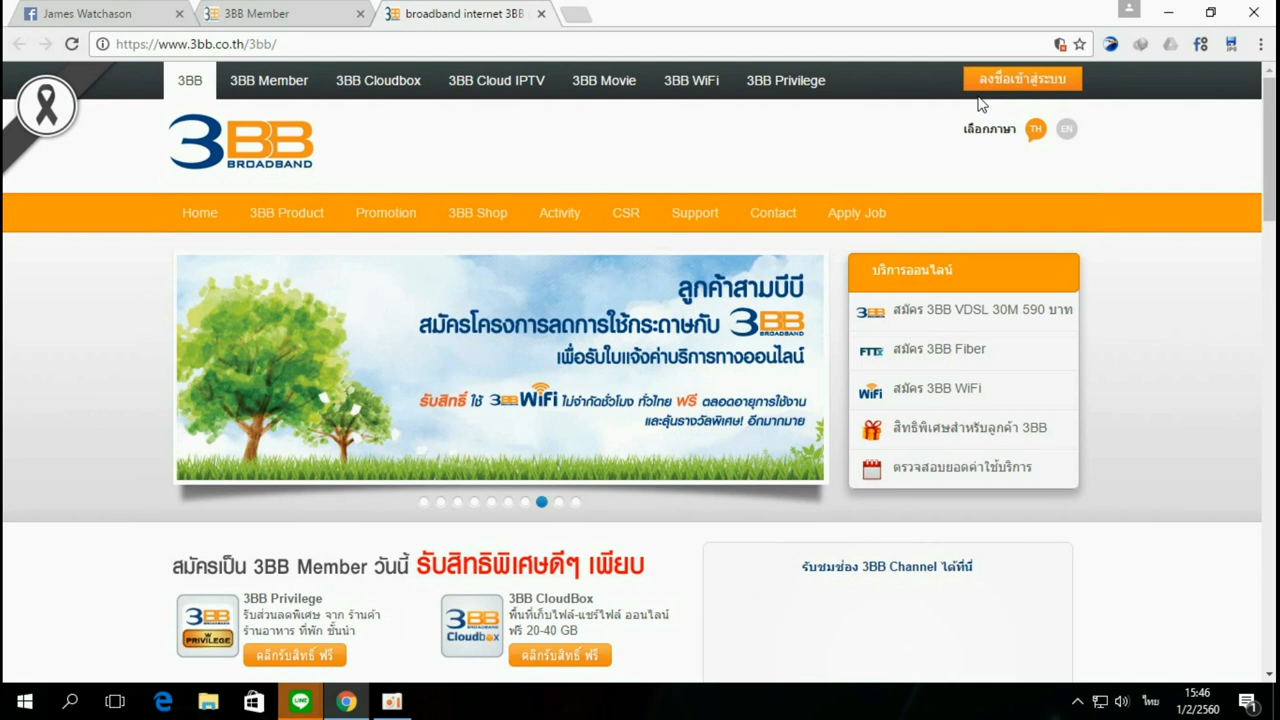 James Watchason
3BB Member
broadband internet 3BB
https://www.3bb.co.th/3bb/
3BB
3BB Member
3BB Cloudbox
3BB Cloud IPTV
3BB Movie
3BB WiFi
3BB Privilege
ลงชื่อเข้าสู่ระบบ
3BB
BROADBAND
เลือกภาษา TH EN
Home
3BB Product
Promotion
3BB Shop
Activity
CSR
Support
Contact
Apply Job
ลูกค้าสามบีบี
สมัครโครงการลดการใช้กระดาษกับ 3BB BROADBAND
เพื่อรับใบแจ้งค่าบริการทางออนไลน์
รับสิทธิ์ ใช้ 3BB WiFi ไม่จำกัดชั่วโมง ทั่วไทย ฟรี ตลอดอายุการใช้งาน
และลุ้นรางวัลพิเศษ! อีกมากมาย
บริการออนไลน์
3BB สมัคร 3BB VDSL 30M 590 บาท
FTTx สมัคร 3BB Fiber
WiFi สมัคร 3BB WiFi
สิทธิพิเศษสำหรับลูกค้า 3BB
ตรวจสอบยอดค่าใช้บริการ
สมัครเป็น 3BB Member วันนี้ รับสิทธิพิเศษดีๆ เพียบ
3BB BROADBAND PRIVILEGE
3BB Privilege
รับส่วนลดพิเศษ จาก ร้านค้า
ร้านอาหาร ที่พัก ชั้นนำ
คลิกรับสิทธิ์ ฟรี
3BB BROADBAND Cloudbox
3BB CloudBox
พื้นที่เก็บไฟล์-แชร์ไฟล์ ออนไลน์
ฟรี 20-40 GB
คลิกรับสิทธิ์ ฟรี
รับชมช่อง 3BB Channel ได้ที่นี่
LINE
ไทย
15:46
1/2/2560
1